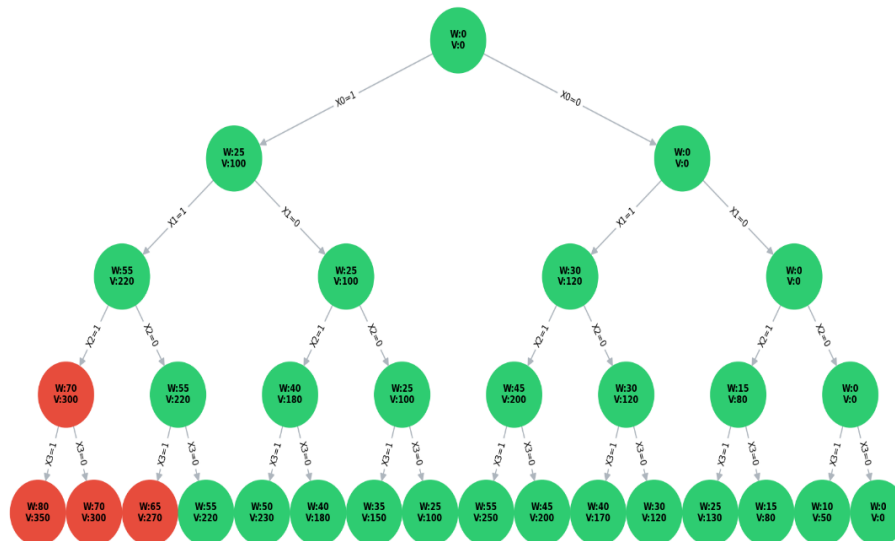 W:0
V:0
X0=1
X0=0
W:25
V:100
W:0
V:0
X1=1
X1=0
X1=1
X1=0
W:55
V:220
W:25
V:100
W:30
V:120
W:0
V:0
X2=1
X2=0
X2=1
X2=0
X2=1
X2=0
X2=1
X2=0
W:70
V:300
W:55
V:220
W:40
V:180
W:25
V:100
W:45
V:200
W:30
V:120
W:15
V:80
W:0
V:0
X3=1
X3=0
X3=1
X3=0
X3=1
X3=0
X3=1
X3=0
X3=1
X3=0
X3=1
X3=0
X3=1
X3=0
X3=1
X3=0
W:80
V:350
W:70
V:300
W:65
V:270
W:55
V:220
W:50
V:230
W:40
V:180
W:35
V:150
W:25
V:100
W:55
V:250
W:45
V:200
W:40
V:170
W:30
V:120
W:25
V:130
W:15
V:80
W:10
V:50
W:0
V:0